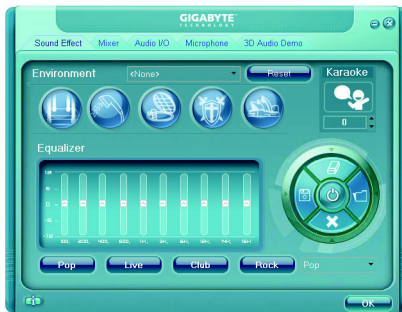 GIGABYTE
TECHNOLOGY
Sound Effect Mixer Audio I/O Microphone 3D Audio Demo
Environment <None> Reset Karaoke
0
Equalizer
Pop Live Club Rock Pop
OK